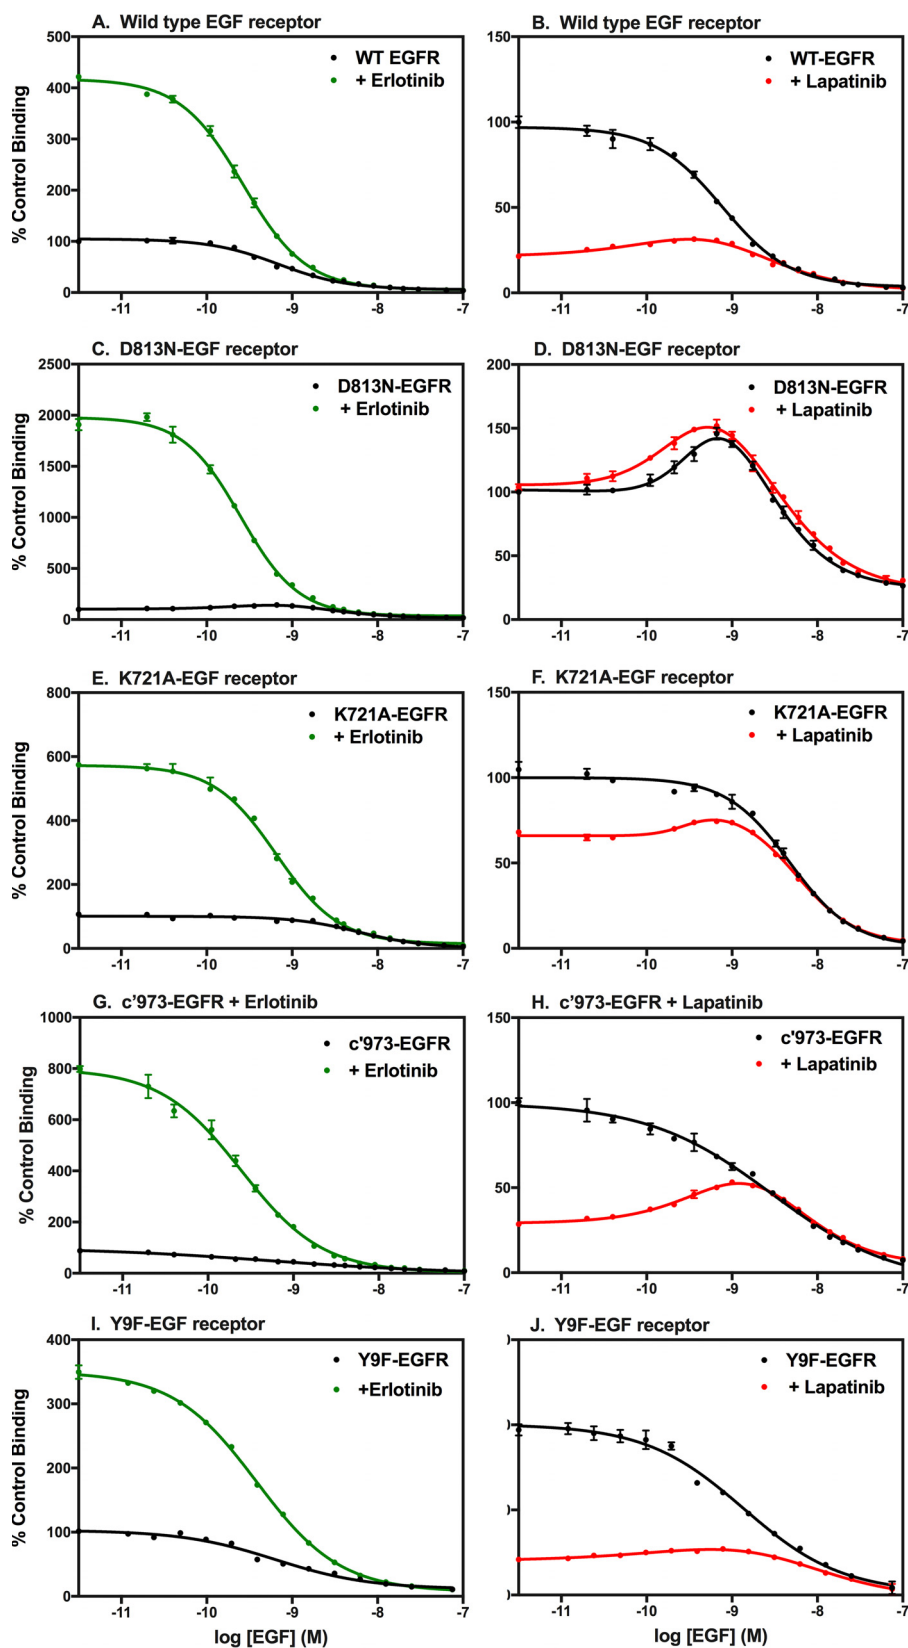 A. Wild type EGF receptor
500
400
300
200
100
0
% Control Binding
WT EGFR
+ Erlotinib
-11 -10 -9 -8 -7
B. Wild type EGF receptor
150
100
50
0
WT-EGFR
+ Lapatinib
-11 -10 -9 -8 -7
C. D813N-EGF receptor
2500
2000
1500
1000
500
0
% Control Binding
D813N-EGFR
+ Erlotinib
-11 -10 -9 -8 -7
D. D813N-EGF receptor
200
150
100
50
0
D813N-EGFR
+ Lapatinib
-11 -10 -9 -8 -7
E. K721A-EGF receptor
800
600
400
200
0
% Control Binding
K721A-EGFR
+ Erlotinib
-11 -10 -9 -8 -7
F. K721A-EGF receptor
150
100
50
0
K721A-EGFR
+ Lapatinib
-11 -10 -9 -8 -7
G. c'973-EGFR + Erlotinib
1000
800
600
400
200
0
% Control Binding
c'973-EGFR
+ Erlotinib
-11 -10 -9 -8 -7
H. c'973-EGFR + Lapatinib
150
100
50
0
c'973-EGFR
+ Lapatinib
-11 -10 -9 -8 -7
I. Y9F-EGF receptor
400
300
200
100
0
% Control Binding
Y9F-EGFR
+Erlotinib
-11 -10 -9 -8 -7
log [EGF] (M)
J. Y9F-EGF receptor
Y9F-EGFR
+ Lapatinib
-11 -10 -9 -8 -7
log [EGF] (M)